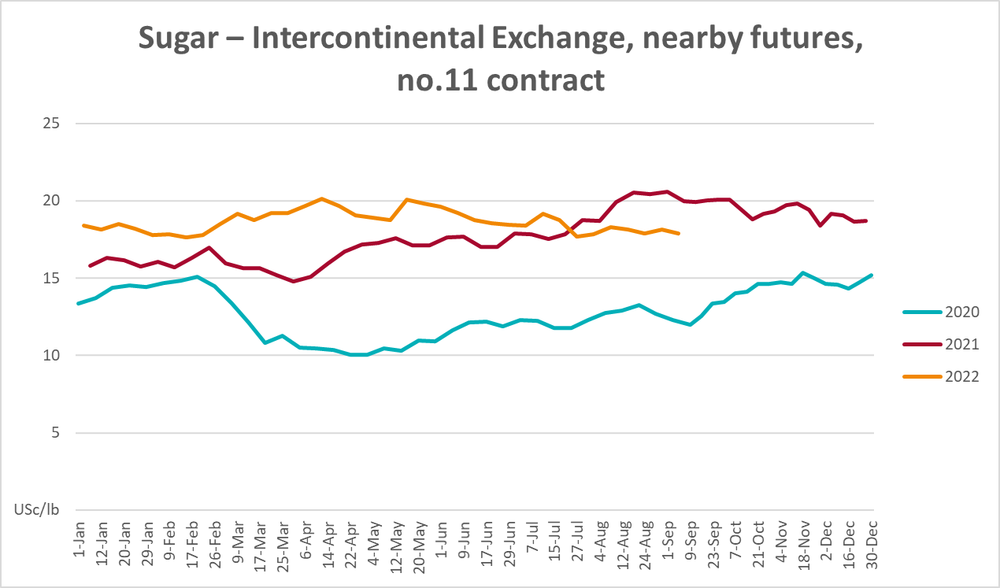 Sugar – Intercontinental Exchange, nearby futures,
no.11 contract
25
20
15
10
5
USc/lb
1-Jan
12-Jan
20-Jan
29-Jan
9-Feb
17-Feb
26-Feb
9-Mar
17-Mar
25-Mar
6-Apr
14-Apr
22-Apr
4-May
12-May
20-May
1-Jun
9-Jun
17-Jun
29-Jun
7-Jul
15-Jul
27-Jul
4-Aug
12-Aug
24-Aug
1-Sep
9-Sep
23-Sep
7-Oct
21-Oct
4-Nov
18-Nov
2-Dec
16-Dec
30-Dec
2020
2021
2022